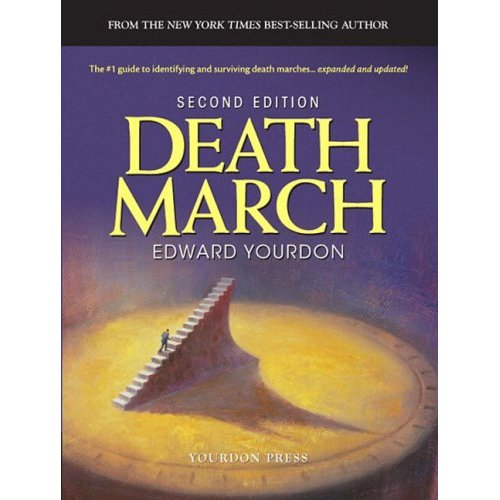 FROM THE NEW YORK TIMES BEST-SELLING AUTHOR
The #1 guide to identifying and surviving death marches... expanded and updated!
SECOND EDITION
DEATH
MARCH
EDWARD YOURDON
YOURDON PRESS